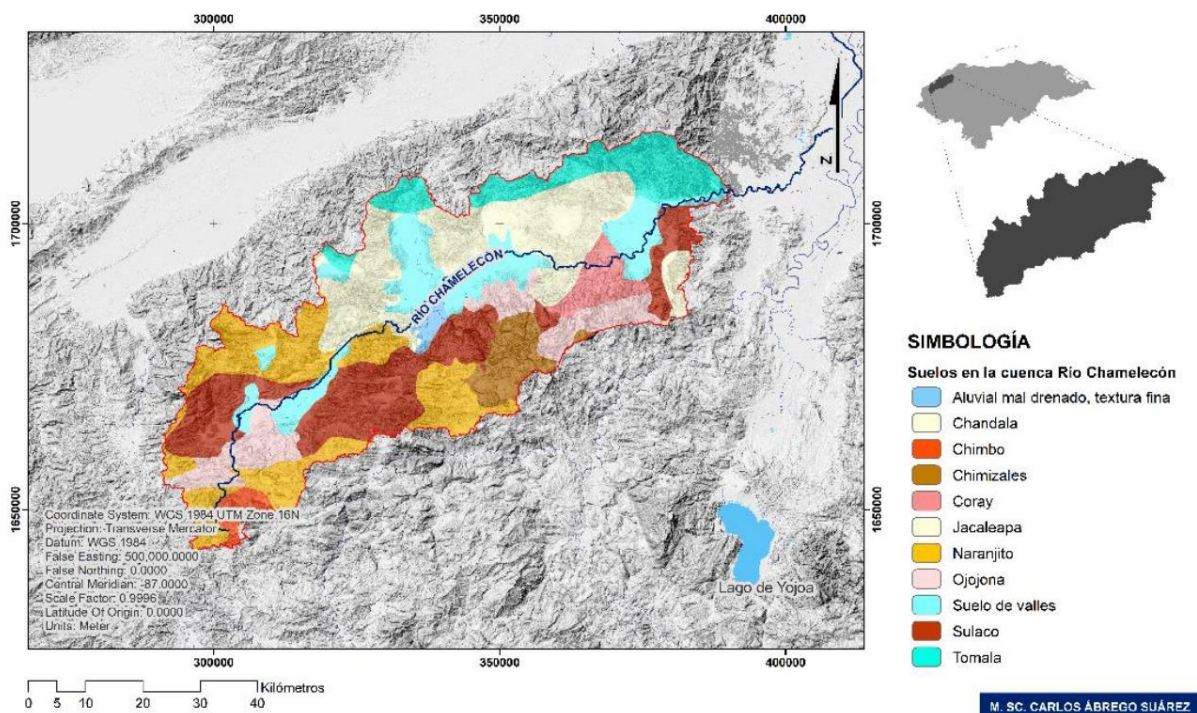 300000 350000 400000
1700000 1700000
RÍO CHAMELECÓN
N
1650000 1650000
Coordinate System: WGS 1984 UTM Zone 16N
Projection: Transverse Mercator
Datum: WGS 1984
False Easting: 500,000.0000
False Northing: 0.0000
Central Meridian: -87.0000
Scale Factor: 0.9996
Latitude Of Origin: 0.0000
Units: Meter
Lago de Yojoa
300000 350000 400000
Kilómetros
0 5 10 20 30 40
SIMBOLOGÍA
Suelos en la cuenca Río Chamelecón
Aluvial mal drenado, textura fina
Chandala
Chimbo
Chimizales
Coray
Jacaleapa
Naranjito
Ojojona
Suelo de valles
Sulaco
Tomala
M. SC. CARLOS ÁBREGO SUÁREZ